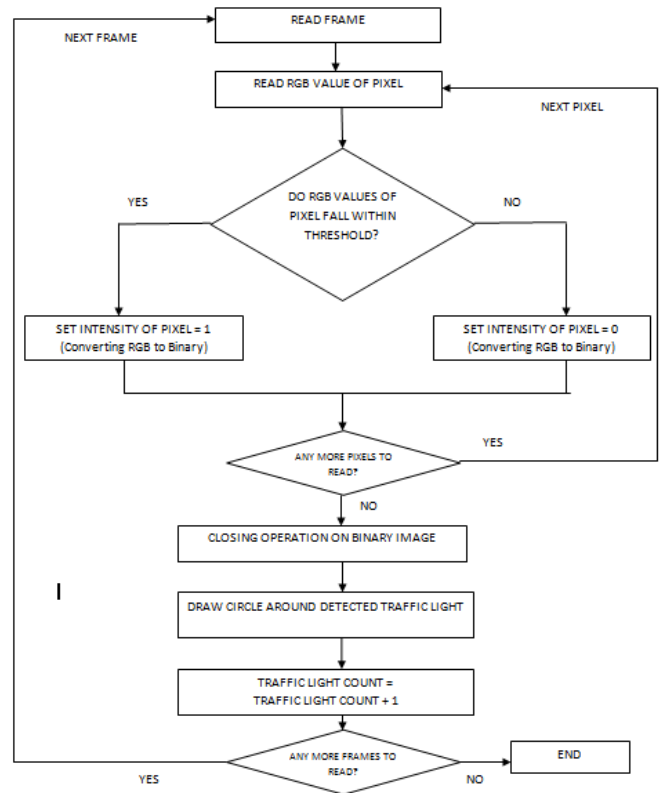 READ FRAME
NEXT FRAME
READ RGB VALUE OF PIXEL
NEXT PIXEL
DO RGB VALUES OF
PIXEL FALL WITHIN
THRESHOLD?
YES
NO
SET INTENSITY OF PIXEL = 1
(Converting RGB to Binary)
SET INTENSITY OF PIXEL = 0
(Converting RGB to Binary)
ANY MORE PIXELS TO
READ?
YES
NO
CLOSING OPERATION ON BINARY IMAGE
DRAW CIRCLE AROUND DETECTED TRAFFIC LIGHT
TRAFFIC LIGHT COUNT =
TRAFFIC LIGHT COUNT + 1
ANY MORE FRAMES TO
READ?
YES
NO
END